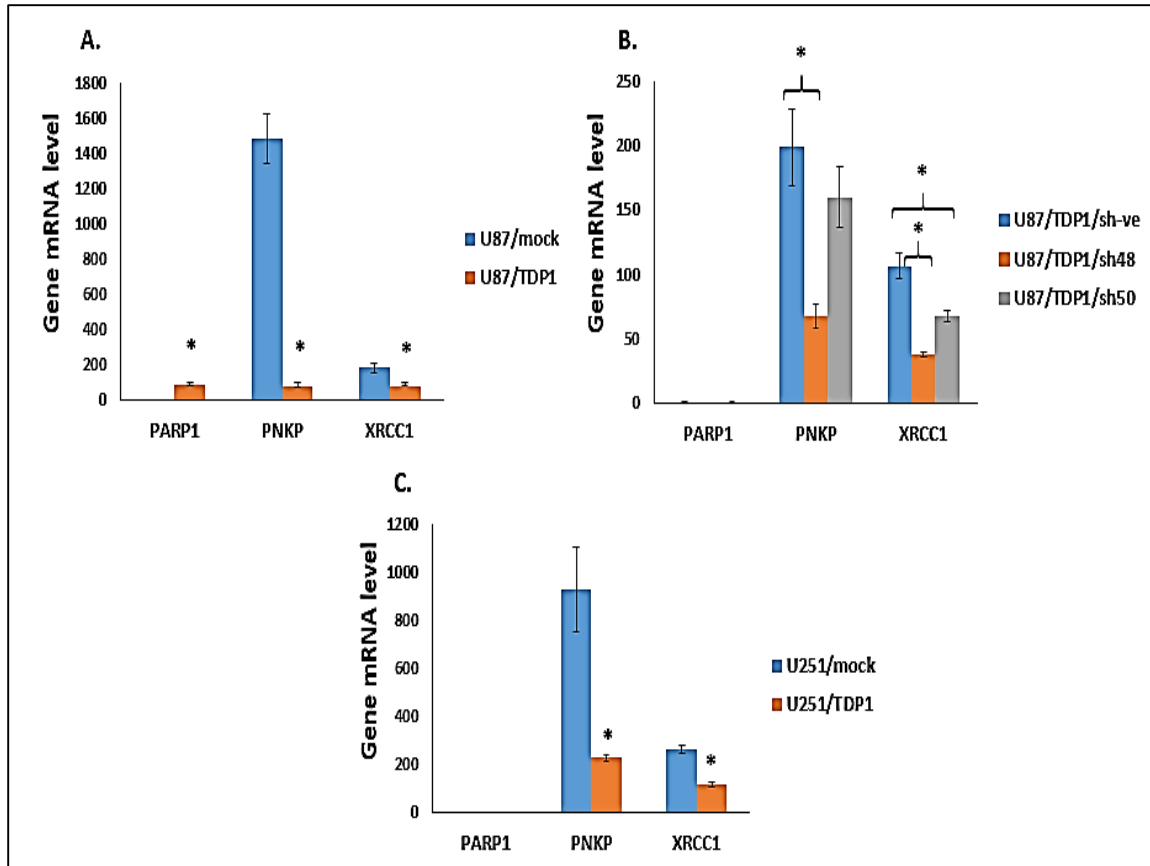 A.
Gene mRNA level
1800
1600
1400
1200
1000
800
600
400
200
0
*
*
*
PARP1
PNKP
XRCC1
U87/mock
U87/TDP1
B.
Gene mRNA level
250
200
150
100
50
0
*
*
*
PARP1
PNKP
XRCC1
U87/TDP1/sh-ve
U87/TDP1/sh48
U87/TDP1/sh50
C.
Gene mRNA level
1200
1000
800
600
400
200
0
*
*
PARP1
PNKP
XRCC1
U251/mock
U251/TDP1